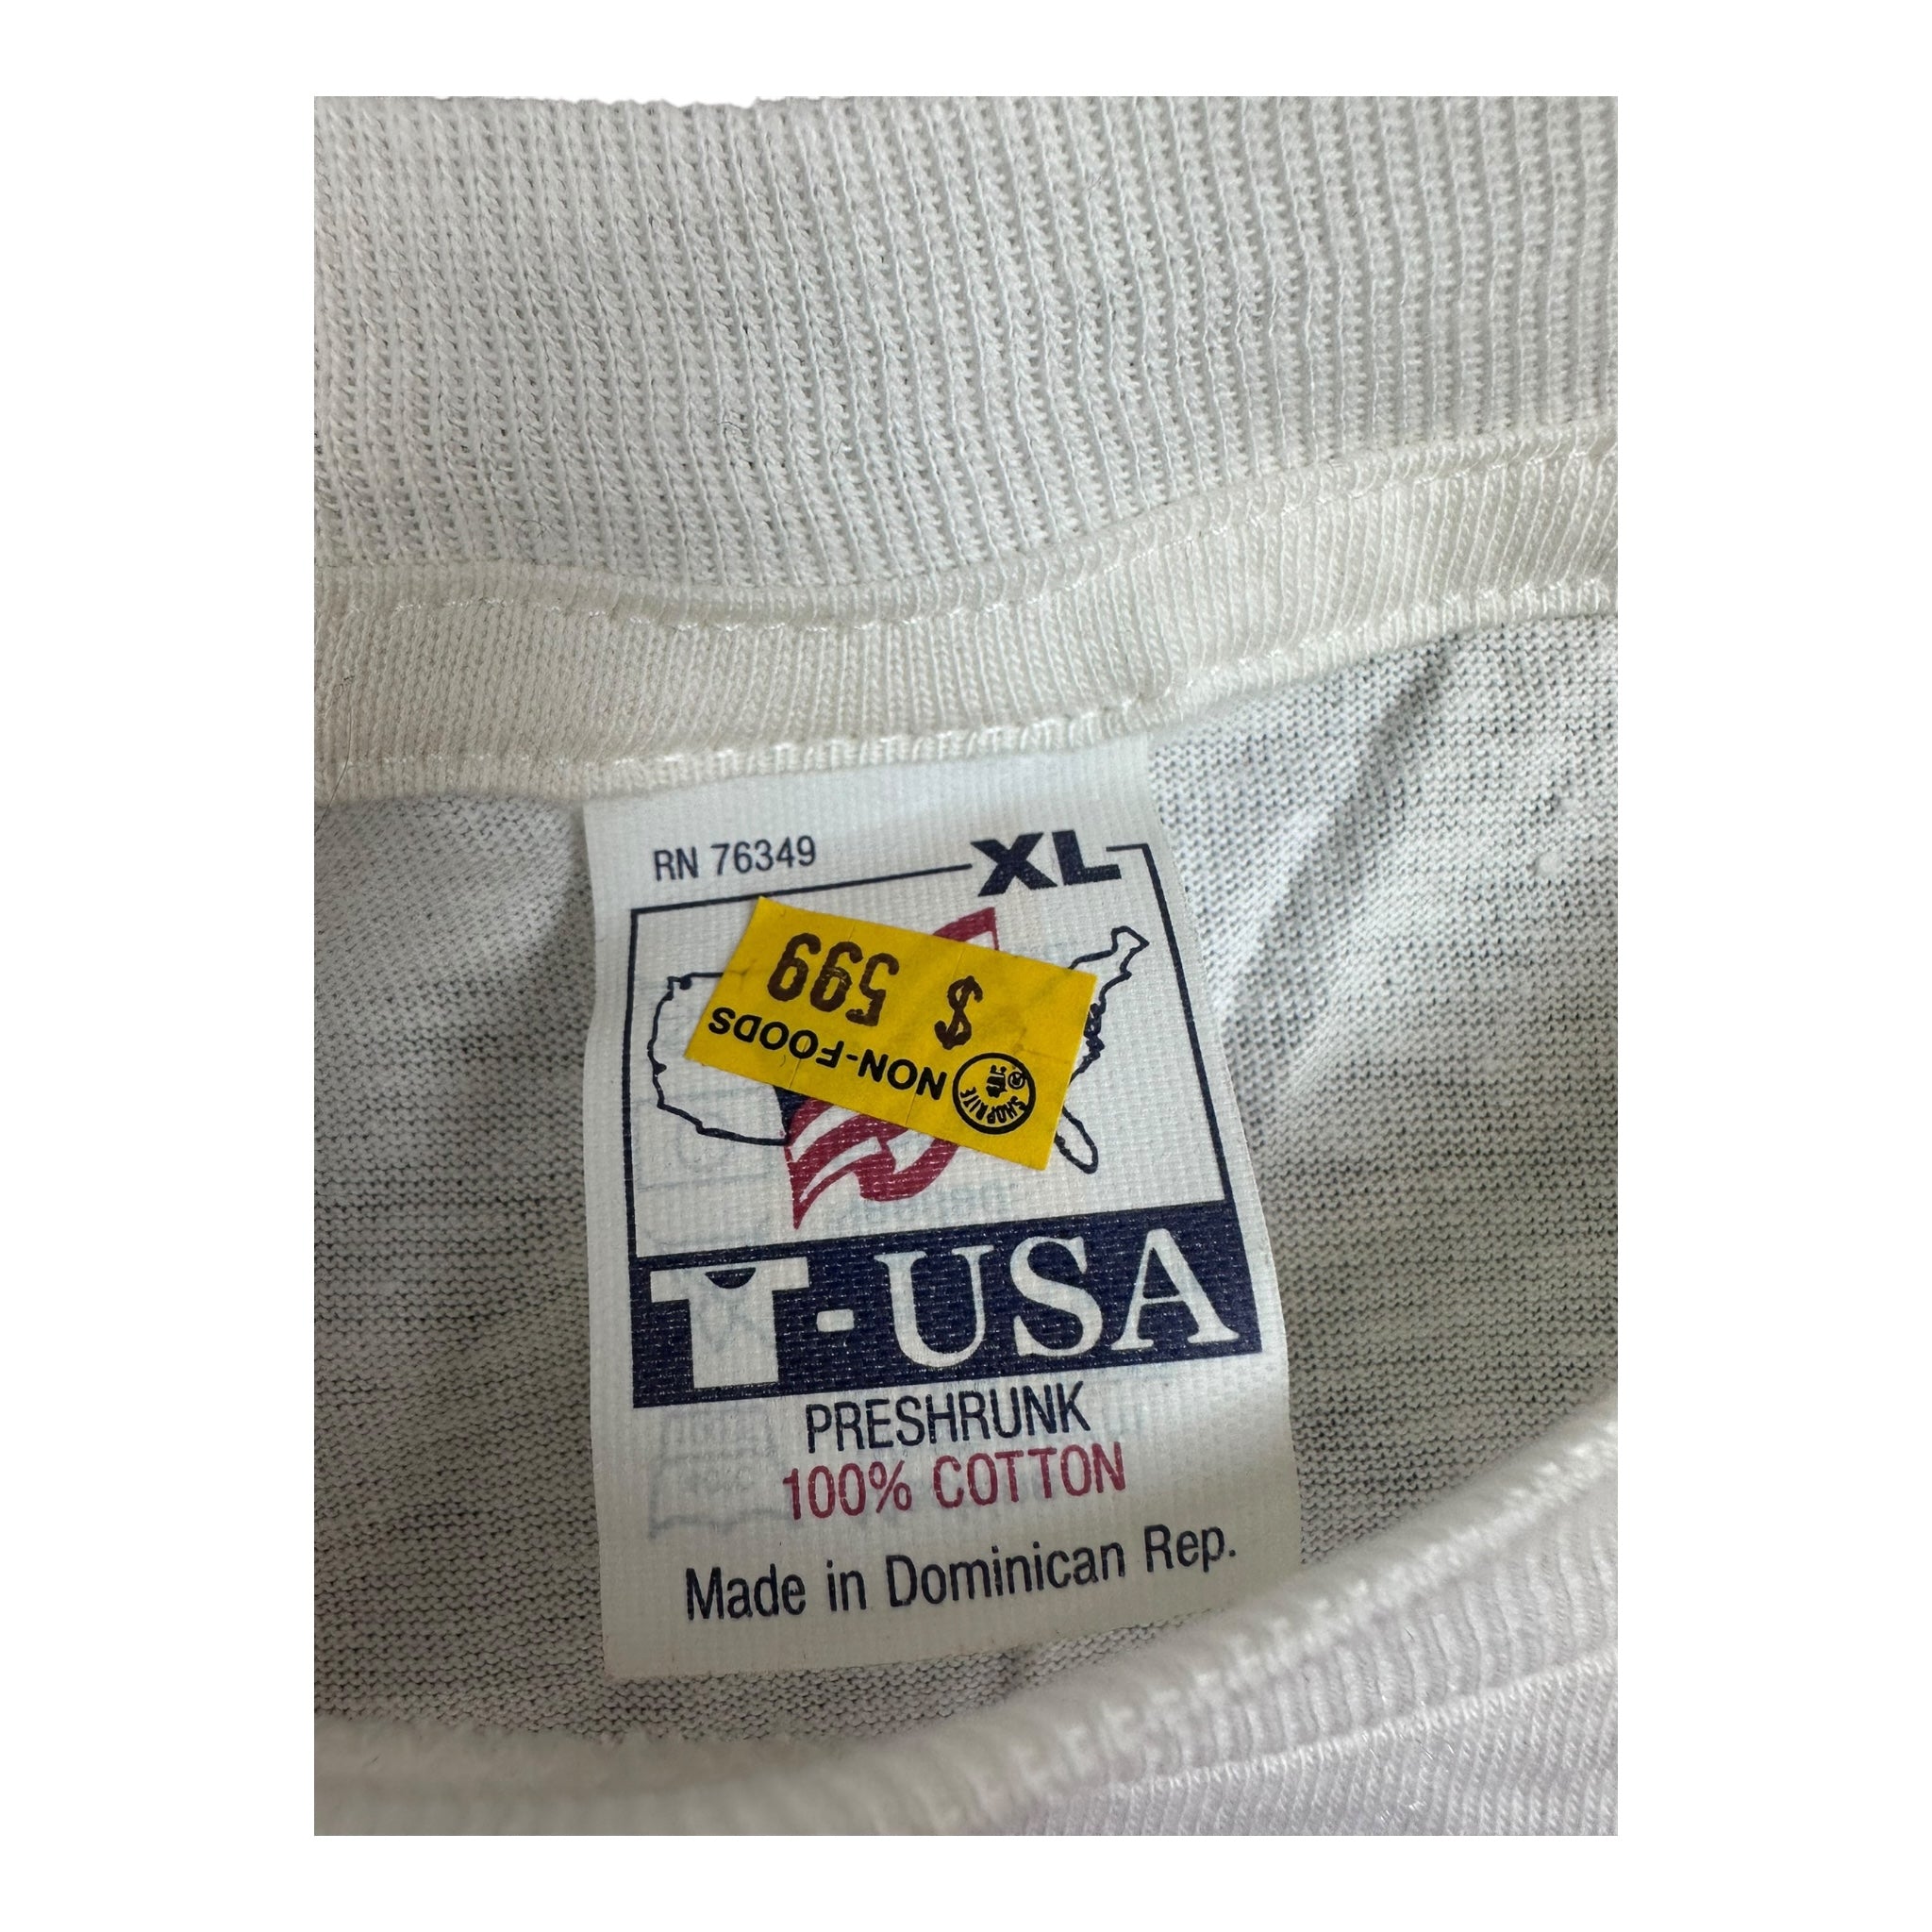 RN 76349
XL
$ 599
NON-FOODS
SHOPRITE
T-USA
PRESHRUNK
100% COTTON
Made in Dominican Rep.